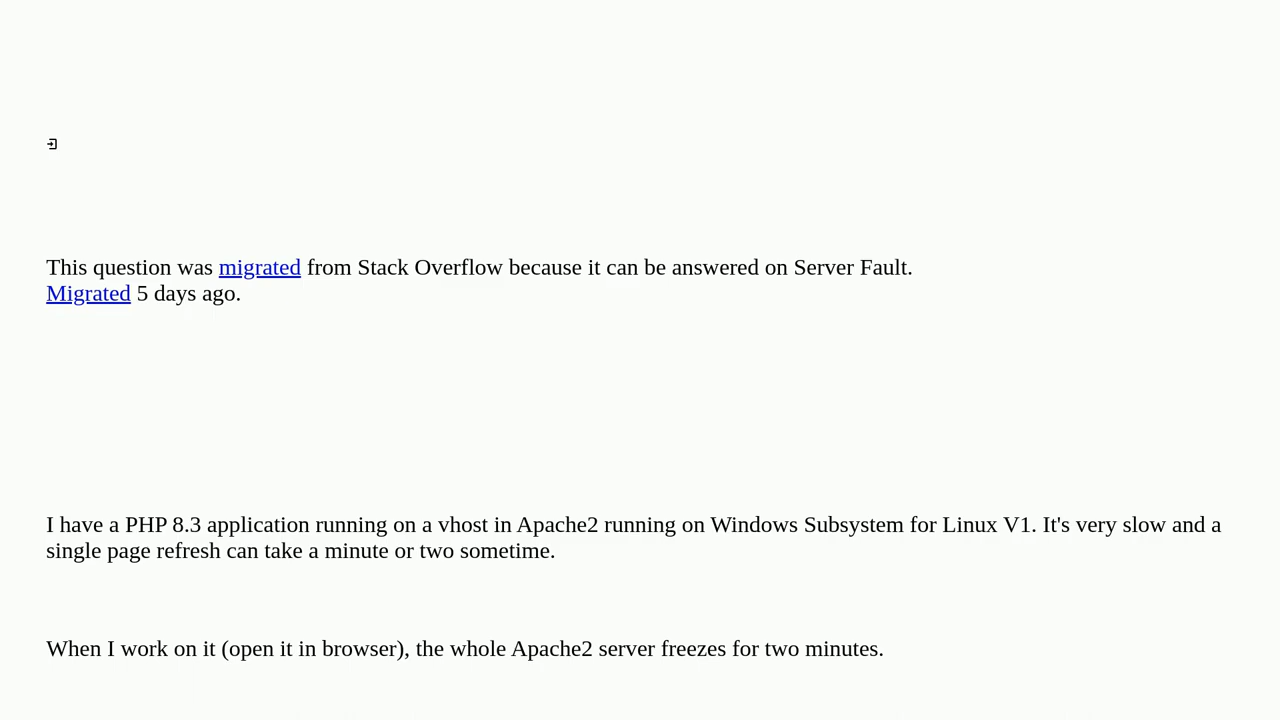 This question was migrated from Stack Overflow because it can be answered on Server Fault.
Migrated 5 days ago.
I have a PHP 8.3 application running on a vhost in Apache2 running on Windows Subsystem for Linux V1. It's very slow and a
single page refresh can take a minute or two sometime.
When I work on it (open it in browser), the whole Apache2 server freezes for two minutes.